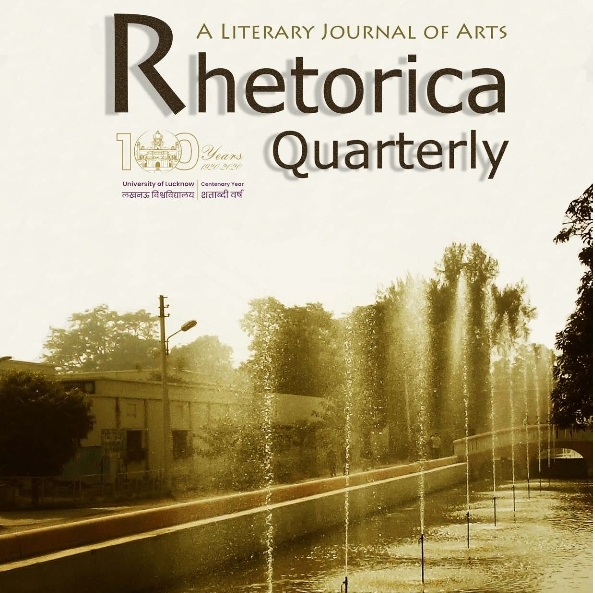 A Literary Journal of Arts
Rhetorica
Quarterly
100 Years
1920-2020
University of Lucknow | Centenary Year
लखनऊ विश्वविद्यालय | शताब्दी वर्ष